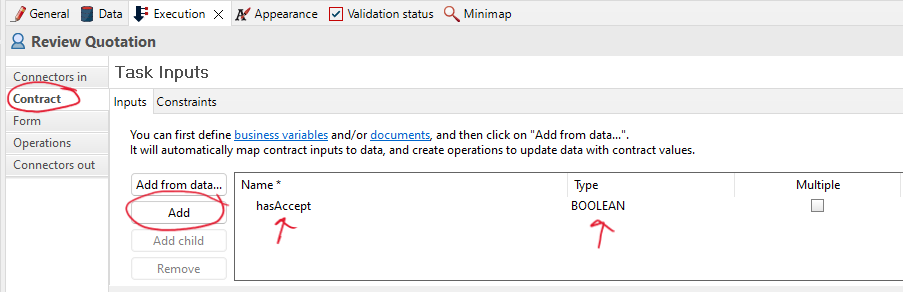 General Data Execution Appearance Validation status Minimap
Review Quotation
Connectors in
Contract
Form
Operations
Connectors out
Task Inputs
Inputs Constraints
You can first define business variables and/or documents, and then click on "Add from data...".
It will automatically map contract inputs to data, and create operations to update data with contract values.
Add from data...
Add
Add child
Remove
Name * Type Multiple
hasAccept BOOLEAN